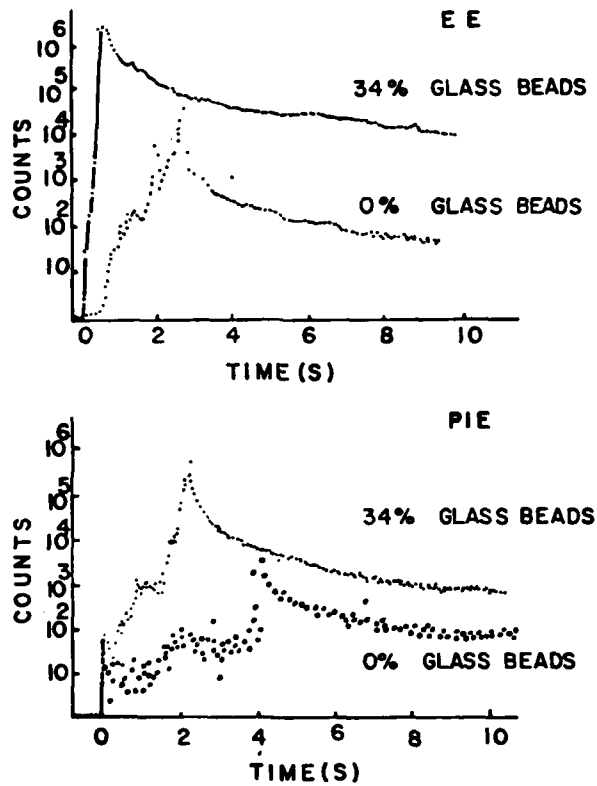 E E
10^6
10^5
10^4
10^3
10^2
10
COUNTS
34% GLASS BEADS
0% GLASS BEADS
0 2 4 6 8 10
TIME(S)
PIE
10^6
10^5
10^4
10^3
10^2
10
COUNTS
34% GLASS BEADS
0% GLASS BEADS
0 2 4 6 8 10
TIME(S)